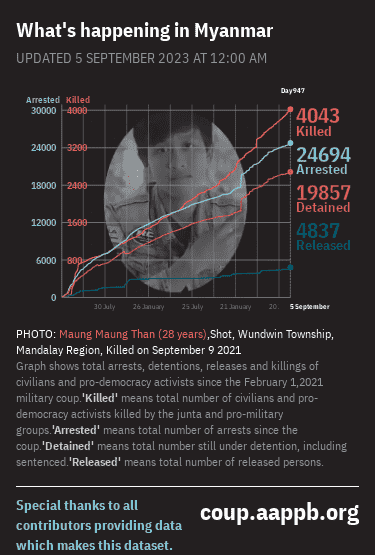 What's happening in Myanmar
UPDATED 5 SEPTEMBER 2023 AT 12:00 AM
Day947
Arrested Killed
30000 4000
24000 3200
18000 2400
12000 1600
6000 800
0
4043
Killed
24694
Arrested
19857
Detained
4837
Released
30 July 26 January 25 July 21 January 20. 5 September
PHOTO: Maung Maung Than (28 years),Shot, Wundwin Township,
Mandalay Region, Killed on September 9 2021
Graph shows total arrests, detentions, releases and killings of
civilians and pro-democracy activists since the February 1,2021
military coup.'Killed' means total number of civilians and pro-
democracy activists killed by the junta and pro-military
groups.'Arrested' means total number of arrests since the
coup.'Detained' means total number still under detention, including
sentenced.'Released' means total number of released persons.
Special thanks to all
contributors providing data
which makes this dataset.
coup.aappb.org